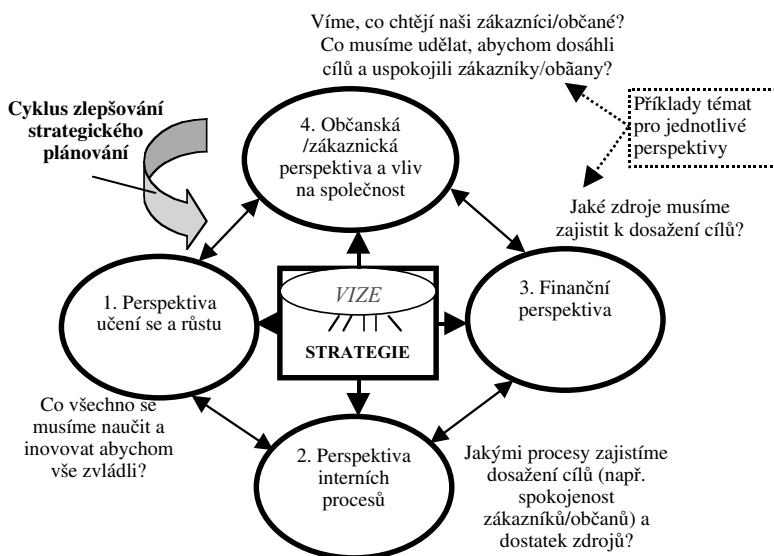 Víme, co chtějí naši zákazníci/občané?
Co musíme udělat, abychom dosáhli
cílů a uspokojili zákazníky/obãany?
Cyklus zlepšování
strategického
plánování
4. Občanská
/zákaznická
perspektiva a vliv
na společnost
Příklady témat
pro jednotlivé
perspektivy
Jaké zdroje musíme
zajistit k dosažení cílů?
1. Perspektiva
učení se a růstu
VIZE
STRATEGIE
3. Finanční
perspektiva
Co všechno se
musíme naučit a
inovovat abychom
vše zvládli?
2. Perspektiva
interních
procesů
Jakými procesy zajistíme
dosažení cílů (např.
spokojenost
zákazníků/občanů) a
dostatek zdrojů?